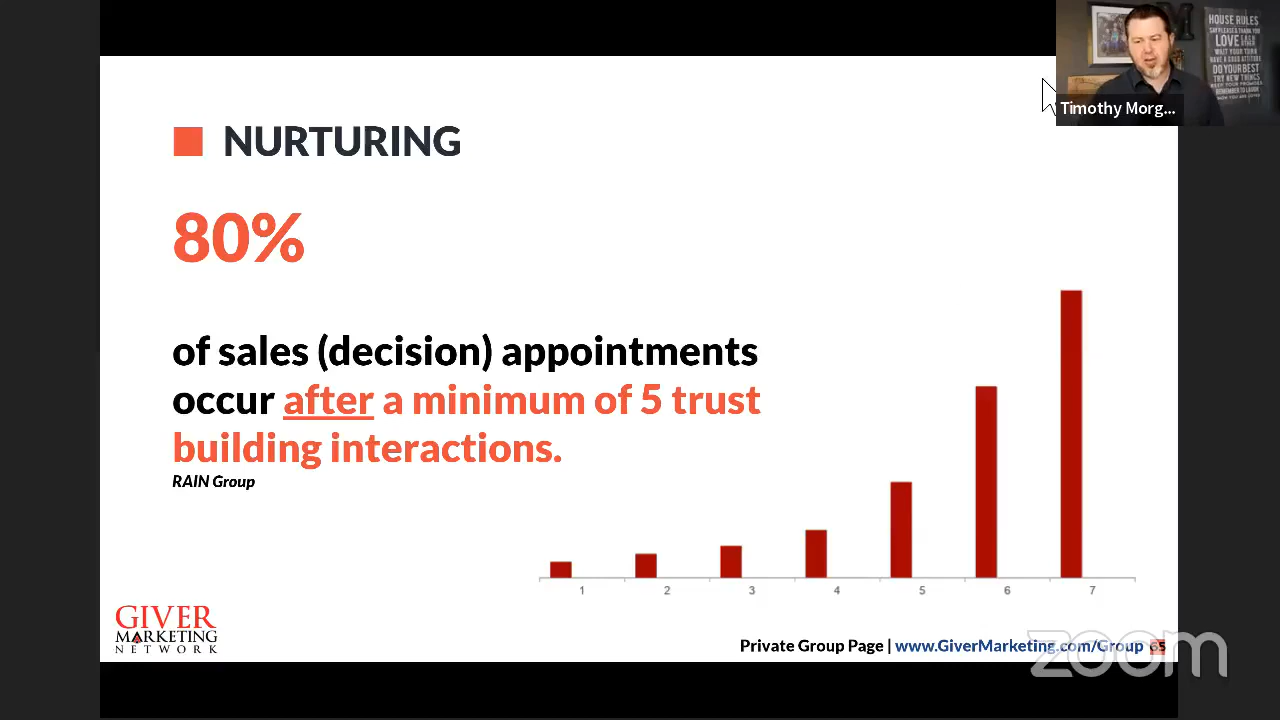 HOUSE RULES
LOVE
DO YOUR BEST
TRY NEW THINGS
Timothy Morg...
NURTURING
80%
of sales (decision) appointments
occur after a minimum of 5 trust
building interactions.
RAIN Group
1 2 3 4 5 6 7
GIVER
MARKETING
NETWORK
Private Group Page | www.GiverMarketing.com/Group 65
zoom